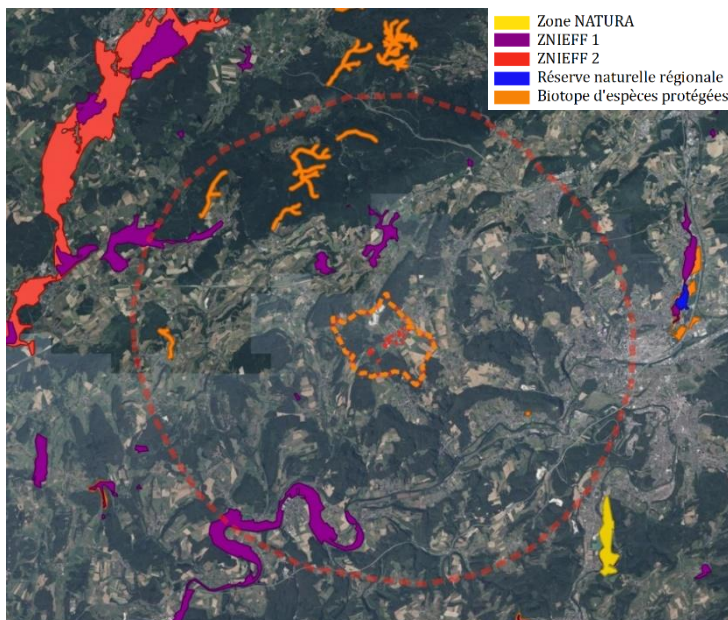 Zone NATURA
ZNIEFF 1
ZNIEFF 2
Réserve naturelle régionale
Biotope d'espèces protégées